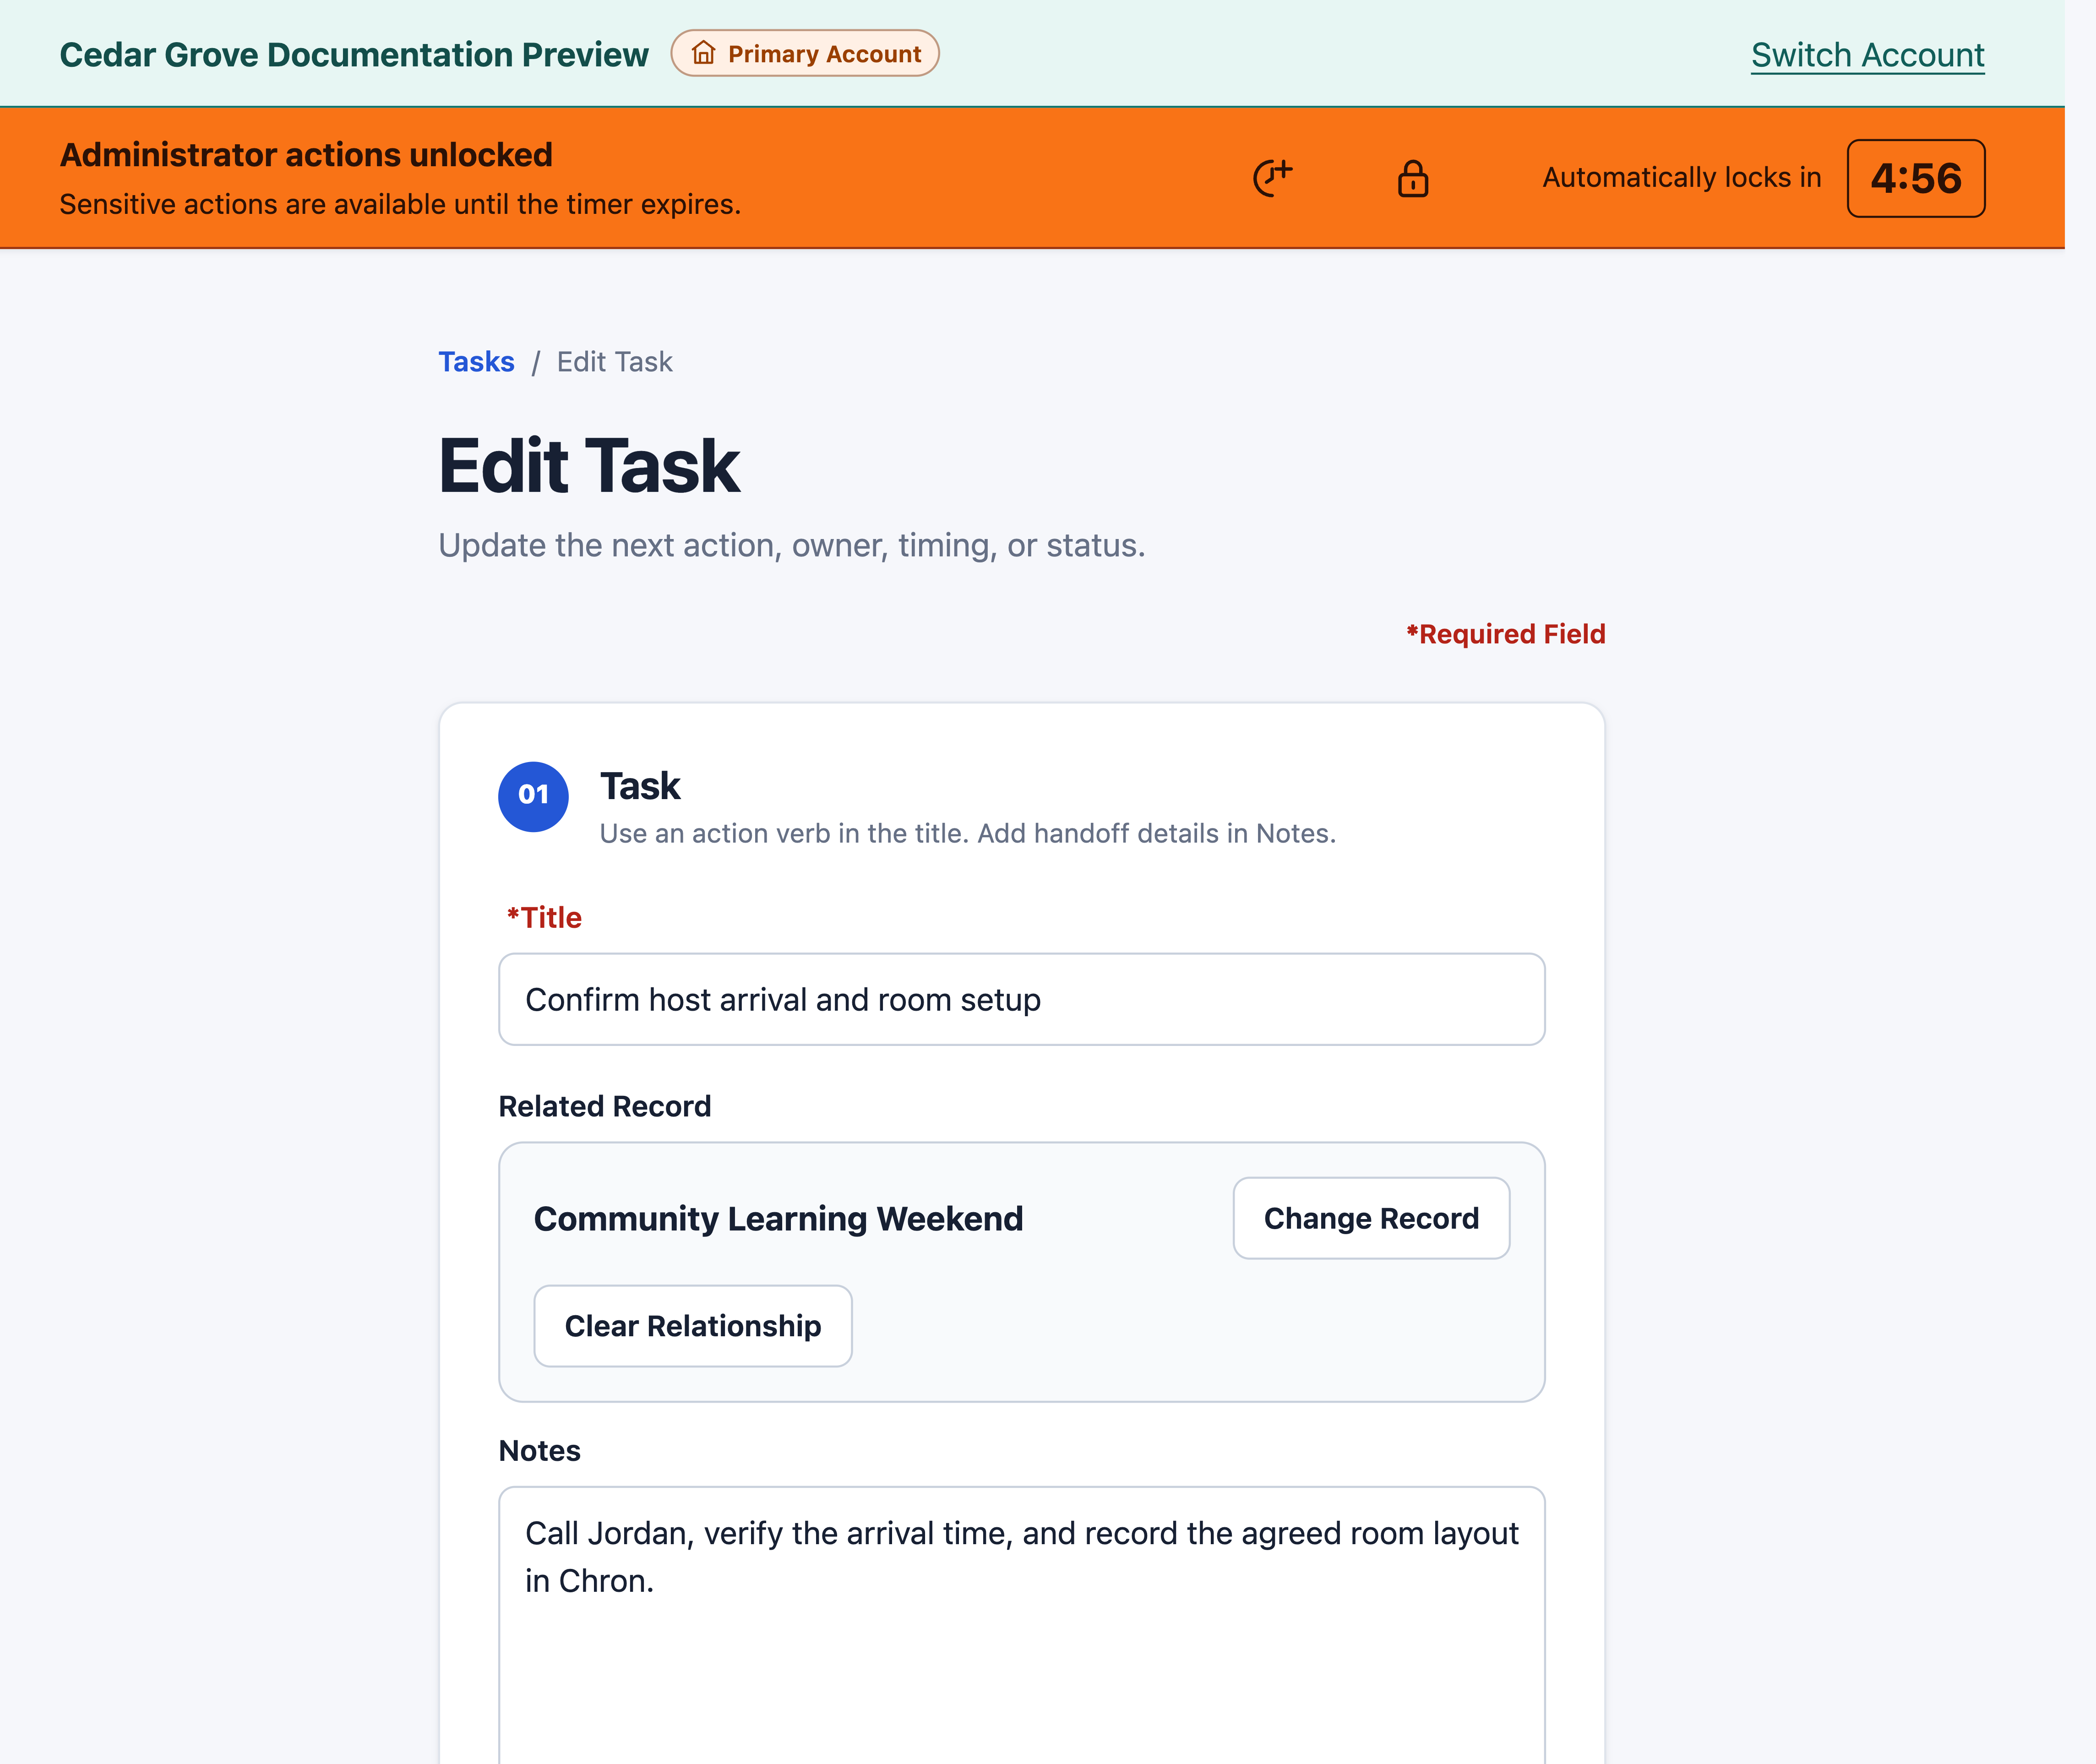 Cedar Grove Documentation Preview
Primary Account
Switch Account
Administrator actions unlocked
Sensitive actions are available until the timer expires.
Automatically locks in
4:56
Tasks / Edit Task
Edit Task
Update the next action, owner, timing, or status.
*Required Field
01
Task
Use an action verb in the title. Add handoff details in Notes.
*Title
Confirm host arrival and room setup
Related Record
Community Learning Weekend
Change Record
Clear Relationship
Notes
Call Jordan, verify the arrival time, and record the agreed room layout
in Chron.